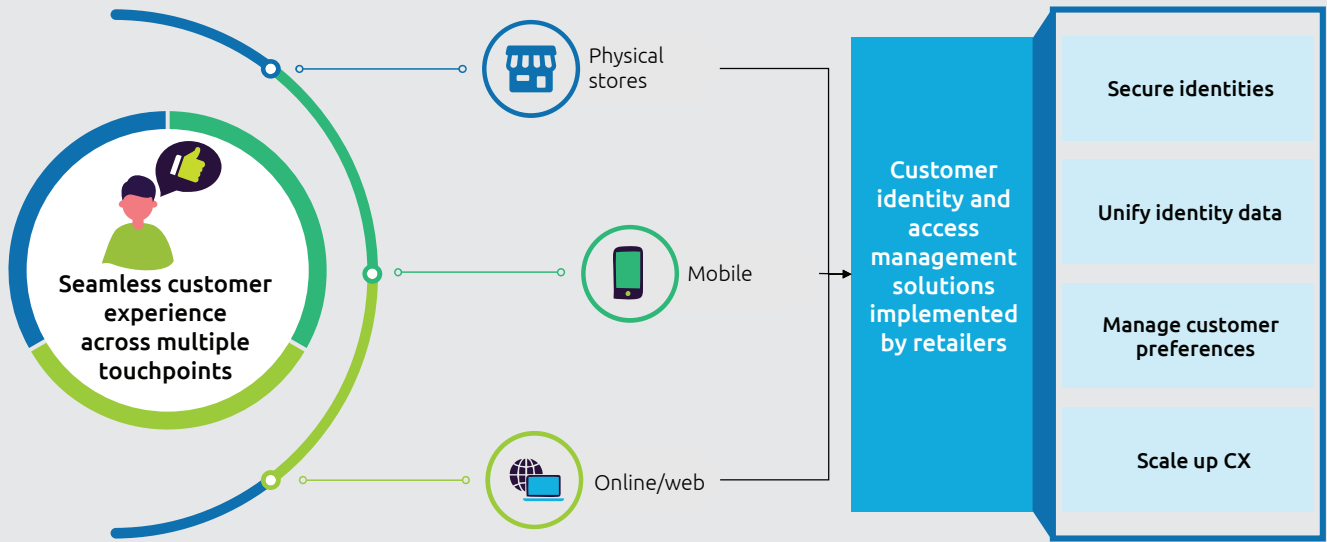 Seamless customer
experience
across multiple
touchpoints
Physical
stores
Mobile
Online/web
Customer
identity and
access
management
solutions
implemented
by retailers
Secure identities
Unify identity data
Manage customer
preferences
Scale up CX